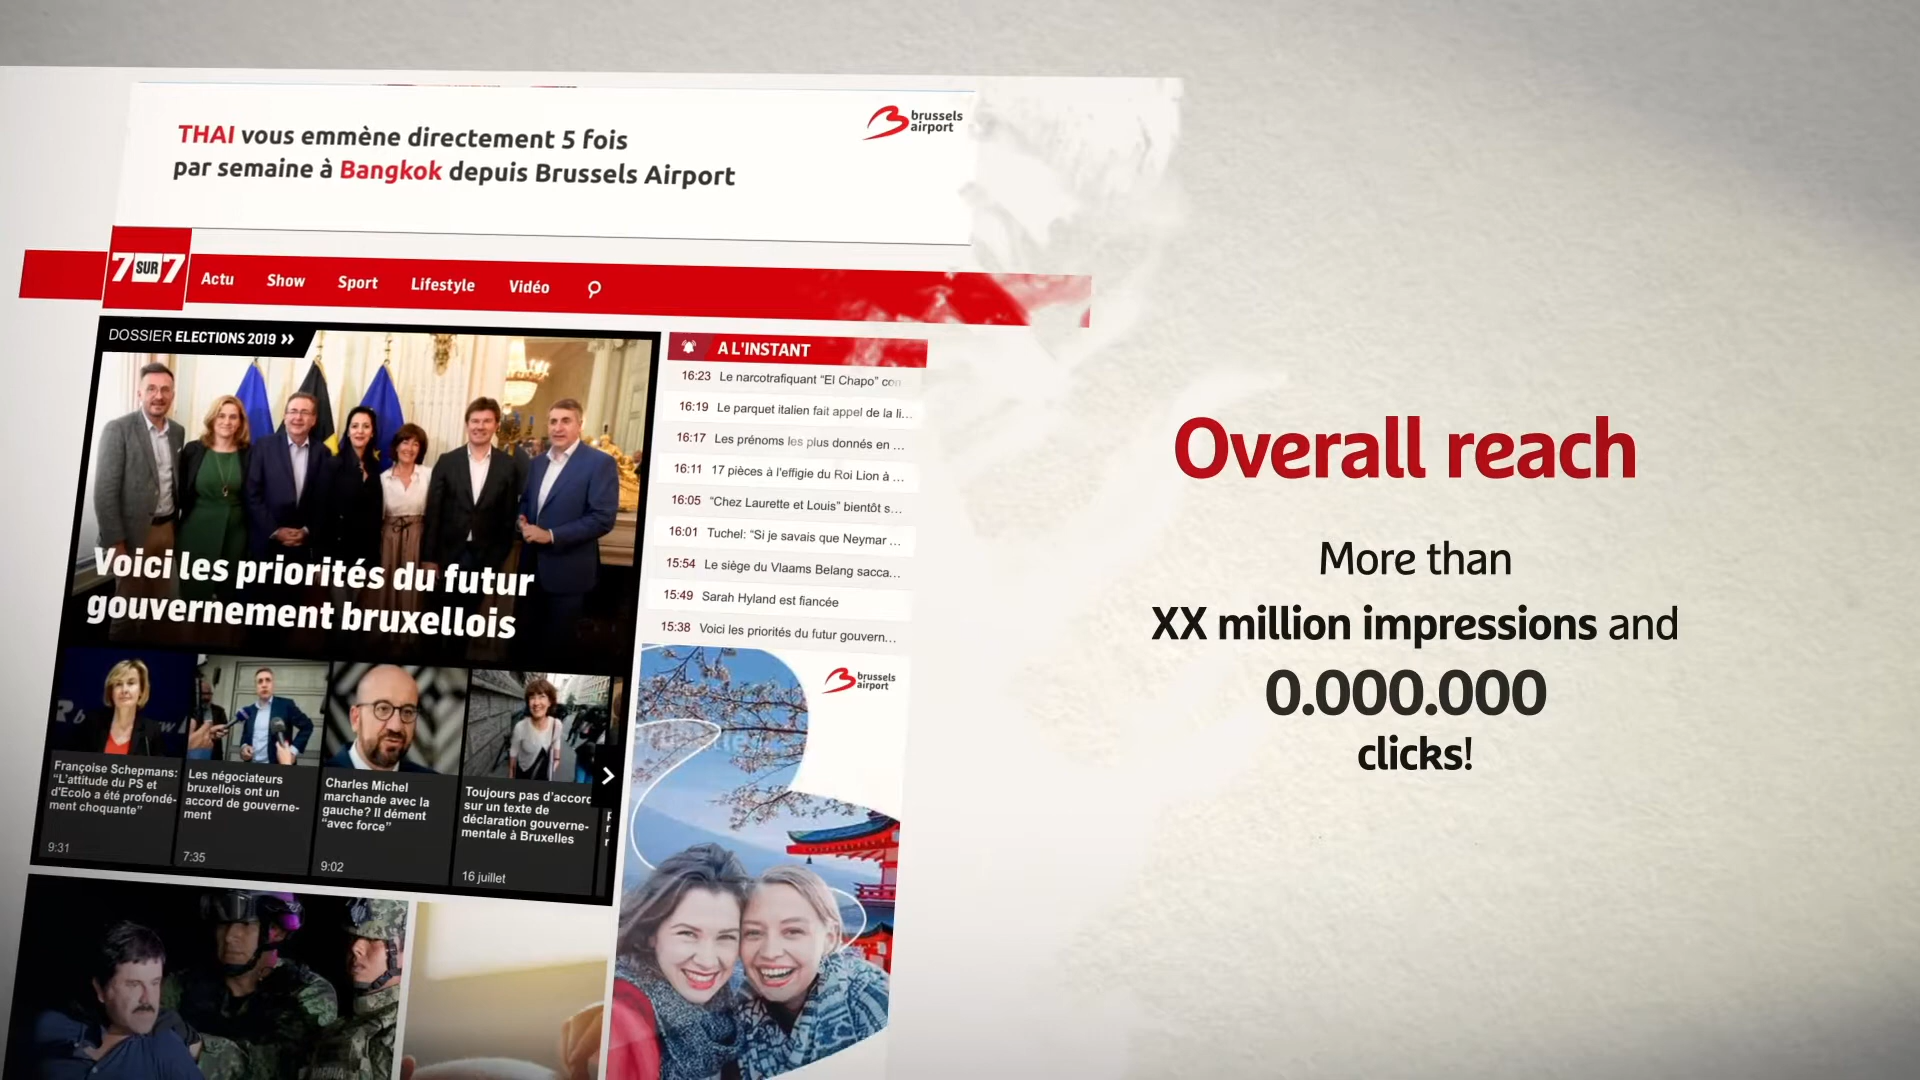 THAI vous emmène directement 5 fois
par semaine à Bangkok depuis Brussels Airport
brussels
airport
7 SUR 7
Actu Show Sport Lifestyle Vidéo
DOSSIER ELECTIONS 2019 »
Voici les priorités du futur
gouvernement bruxellois
Françoise Schepmans:
“L'attitude du PS et
d'Ecolo a été profondé-
ment choquante”
9:31
Les négociateurs
bruxellois ont un
accord de gouverne-
ment
7:35
Charles Michel
marchande avec la
gauche? Il dément
“avec force”
9:02
Toujours pas d'accord
sur un texte de
déclaration gouverne-
mentale à Bruxelles
16 juillet
A L'INSTANT
16:23 Le narcotrafiquant “El Chapo” con
16:19 Le parquet italien fait appel de la li...
16:17 Les prénoms les plus donnés en ...
16:11 17 pièces à l'effigie du Roi Lion à ...
16:05 “Chez Laurette et Louis” bientôt s...
16:01 Tuchel: “Si je savais que Neymar ...
15:54 Le siège du Vlaams Belang sacca...
15:49 Sarah Hyland est fiancée
15:38 Voici les priorités du futur gouvern...
brussels
airport
Overall reach
More than
XX million impressions and
0.000.000
clicks!